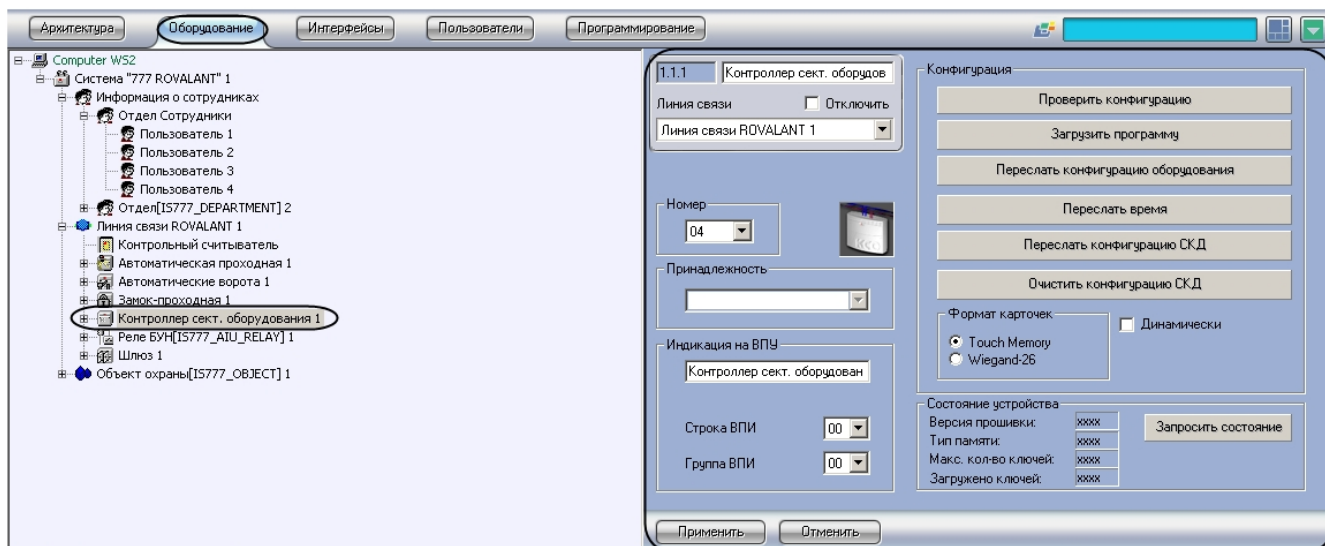 Архитектура Оборудование Интерфейсы Пользователи Программирование
Computer WS2
Система "777 ROVALANT" 1
Информация о сотрудниках
Отдел Сотрудники
Пользователь 1
Пользователь 2
Пользователь 3
Пользователь 4
Отдел[IS777_DEPARTMENT] 2
Линия связи ROVALANT 1
Контрольный считыватель
Автоматическая проходная 1
Автоматические ворота 1
Замок-проходная 1
Контроллер сект. оборудования 1
Реле БУН[IS777_AIU_RELAY] 1
Шлюз 1
Объект охраны[IS777_OBJECT] 1
1.1.1 Контроллер сект. оборудов
Линия связи Отключить
Линия связи ROVALANT 1
Номер
04
КСО
Принадлежность
Индикация на ВПУ
Контроллер сект. оборудован
Строка ВПИ 00
Группа ВПИ 00
Конфигурация
Проверить конфигурацию
Загрузить программу
Переслать конфигурацию оборудования
Переслать время
Переслать конфигурацию СКД
Очистить конфигурацию СКД
Формат карточек
Touch Memory
Wiegand-26
Динамически
Состояние устройства
Версия прошивки: xxxx
Тип памяти: xxxx
Макс. кол-во ключей: xxxx
Загружено ключей: xxxx
Запросить состояние
Применить Отменить